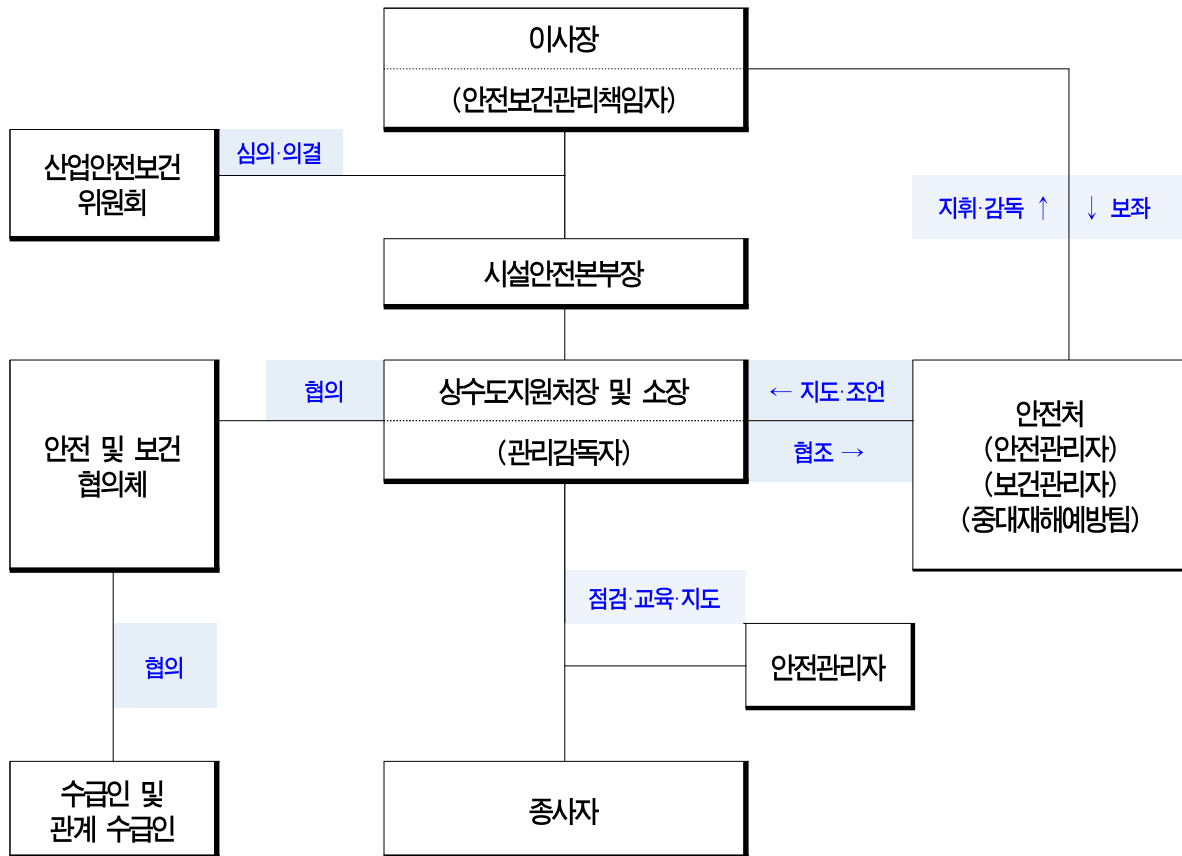 이사장
(안전보건관리책임자)
심의·의결
산업안전보건
위원회
지휘·감독 ↑ ↓ 보좌
시설안전본부장
협의
상수도지원처장 및 소장
(관리감독자)
← 지도·조언
협조 →
안전 및 보건
협의체
안전처
(안전관리자)
(보건관리자)
(중대재해예방팀)
점검·교육·지도
협의
안전관리자
수급인 및
관계 수급인
종사자